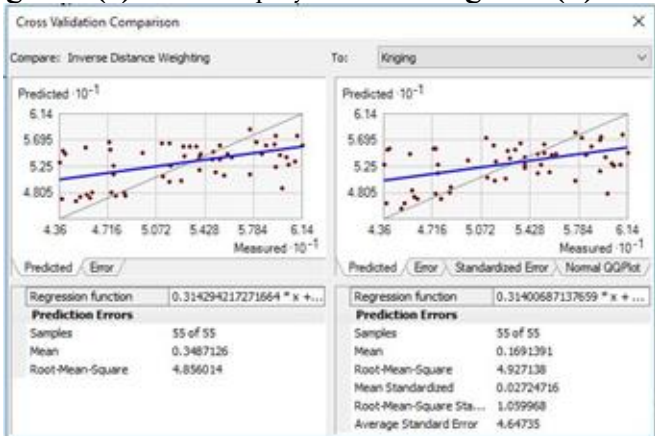 Cross Validation Comparison
Compare: Inverse Distance Weighting
To: Kriging
Predicted ·10⁻¹
6.14
5.695
5.25
4.805
4.36 4.716 5.072 5.428 5.784 6.14
Measured ·10⁻¹
Predicted Error
Regression function 0.314294217271664 * x +...
Prediction Errors
Samples 55 of 55
Mean 0.3487126
Root-Mean-Square 4.856014
Predicted ·10⁻¹
6.14
5.695
5.25
4.805
4.36 4.716 5.072 5.428 5.784 6.14
Measured ·10⁻¹
Predicted Error Standardized Error Normal QQPlot
Regression function 0.31400687137659 * x + ...
Prediction Errors
Samples 55 of 55
Mean 0.1691391
Root-Mean-Square 4.927138
Mean Standardized 0.02724716
Root-Mean-Square Sta... 1.059968
Average Standard Error 4.64735